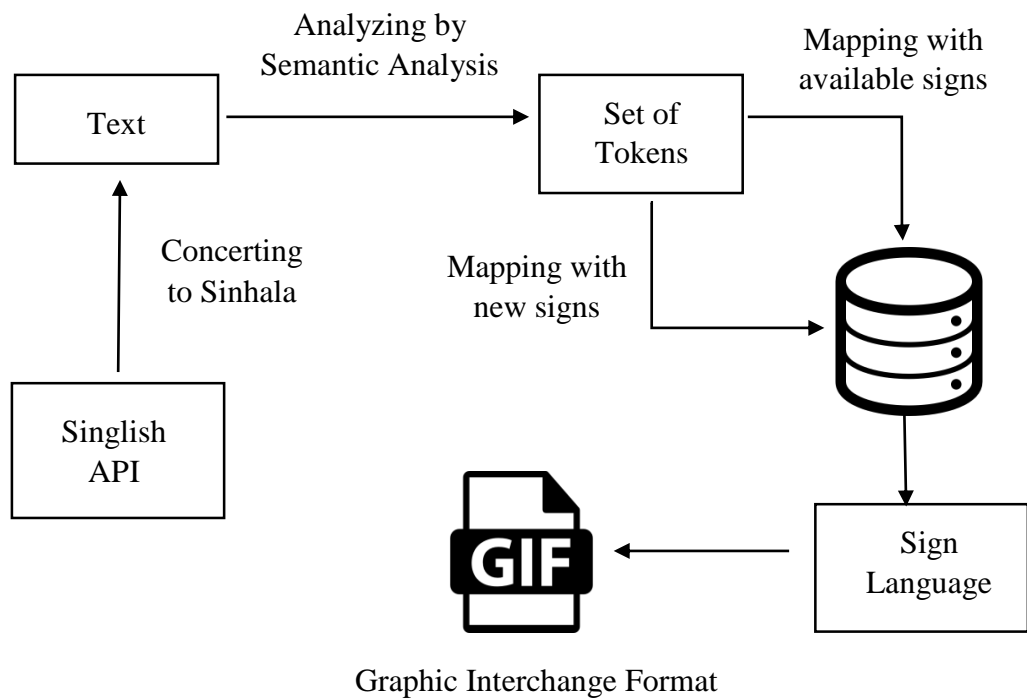 Analyzing by
Semantic Analysis
Mapping with
available signs
Text
Set of
Tokens
Concerting
to Sinhala
Mapping with
new signs
Singlish
API
GIF
Sign
Language
Graphic Interchange Format